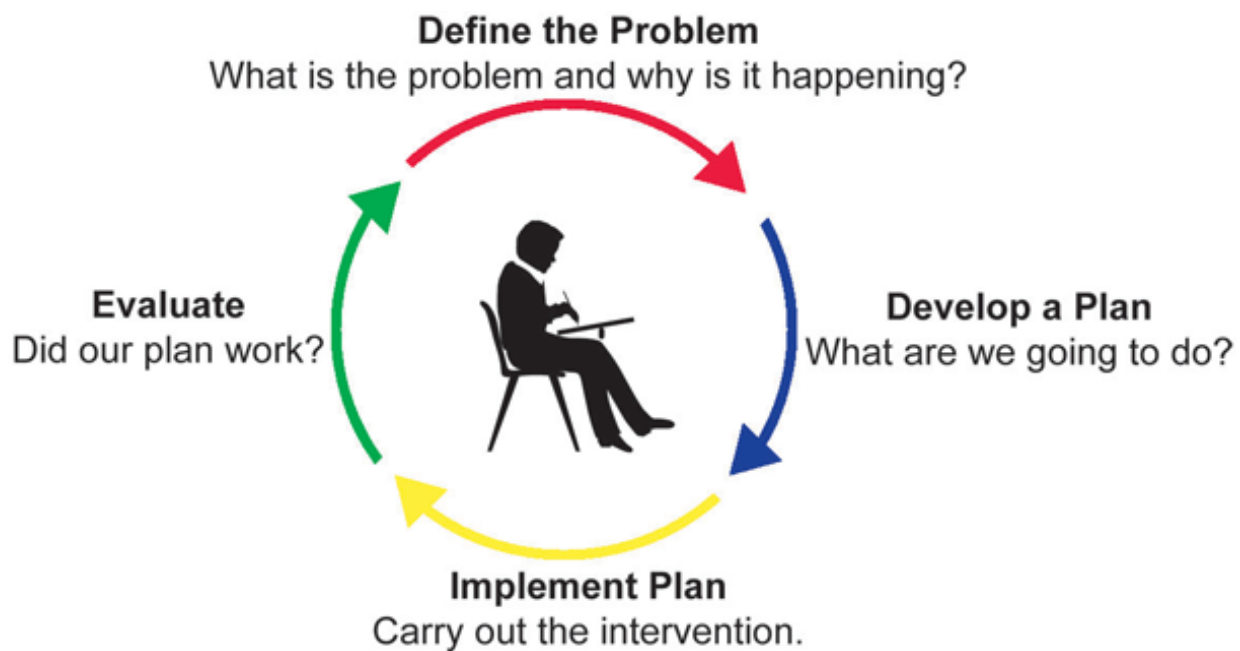 Define the Problem
What is the problem and why is it happening?
Develop a Plan
What are we going to do?
Implement Plan
Carry out the intervention.
Evaluate
Did our plan work?